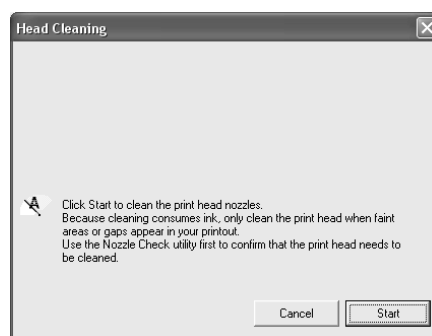 Head Cleaning
Click Start to clean the print head nozzles.
Because cleaning consumes ink, only clean the print head when faint
areas or gaps appear in your printout.
Use the Nozzle Check utility first to confirm that the print head needs to
be cleaned.
Cancel Start